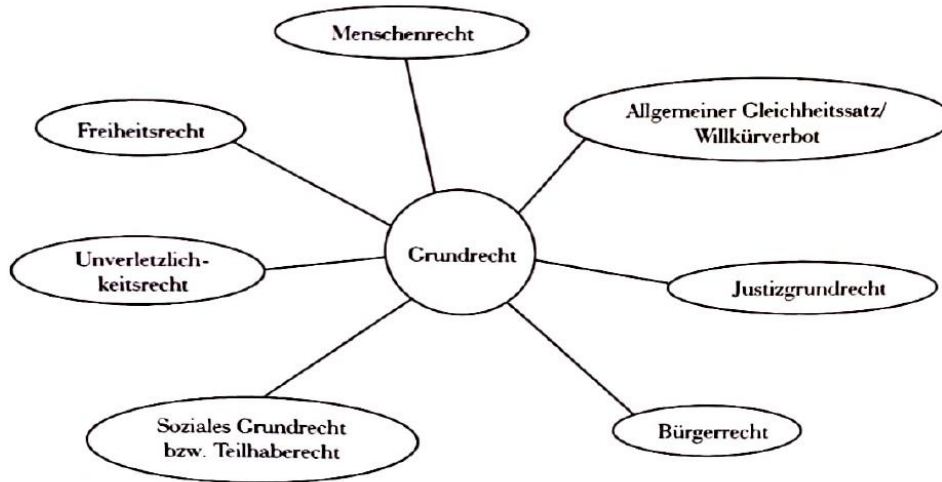 Menschenrecht
Allgemeiner Gleichheitssatz/
Willkürverbot
Freiheitsrecht
Grundrecht
Unverletzlich-
keitsrecht
Justizgrundrecht
Soziales Grundrecht
bzw. Teilhaberecht
Bürgerrecht